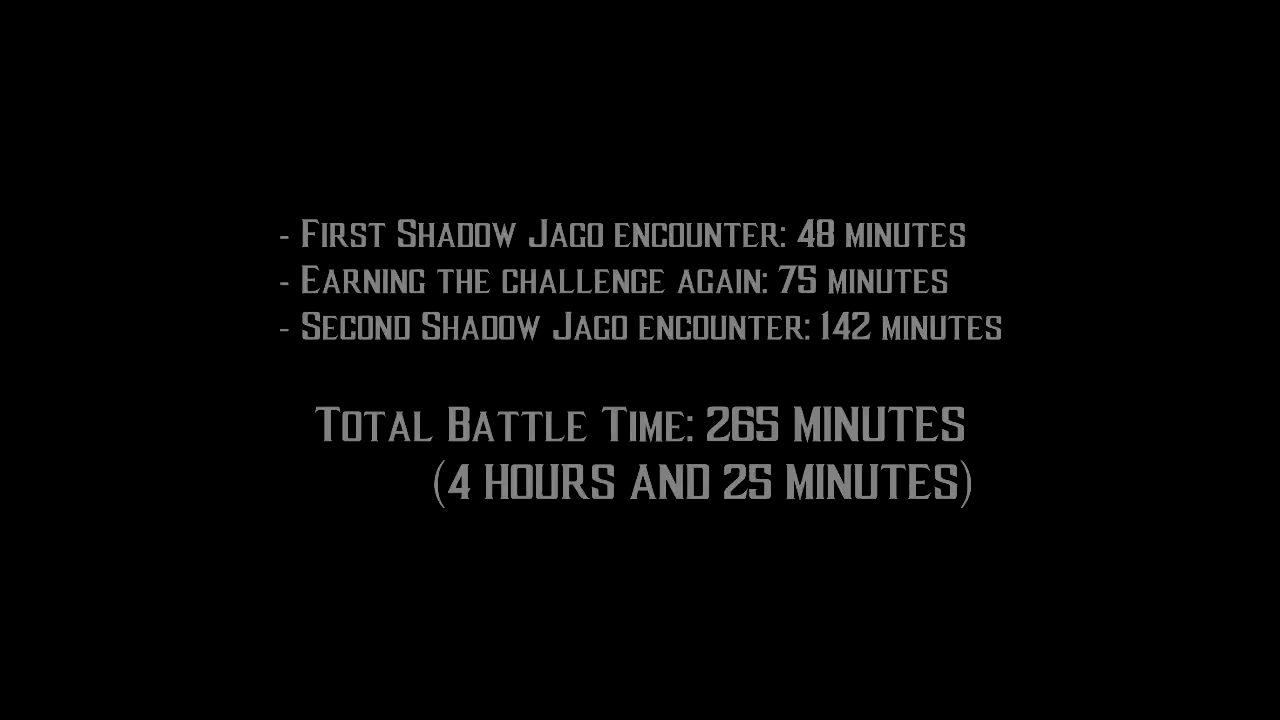 - First Shadow Jago encounter: 48 minutes
- Earning the challenge again: 75 minutes
- Second Shadow Jago encounter: 142 minutes
Total Battle Time: 265 MINUTES
(4 HOURS AND 25 MINUTES)